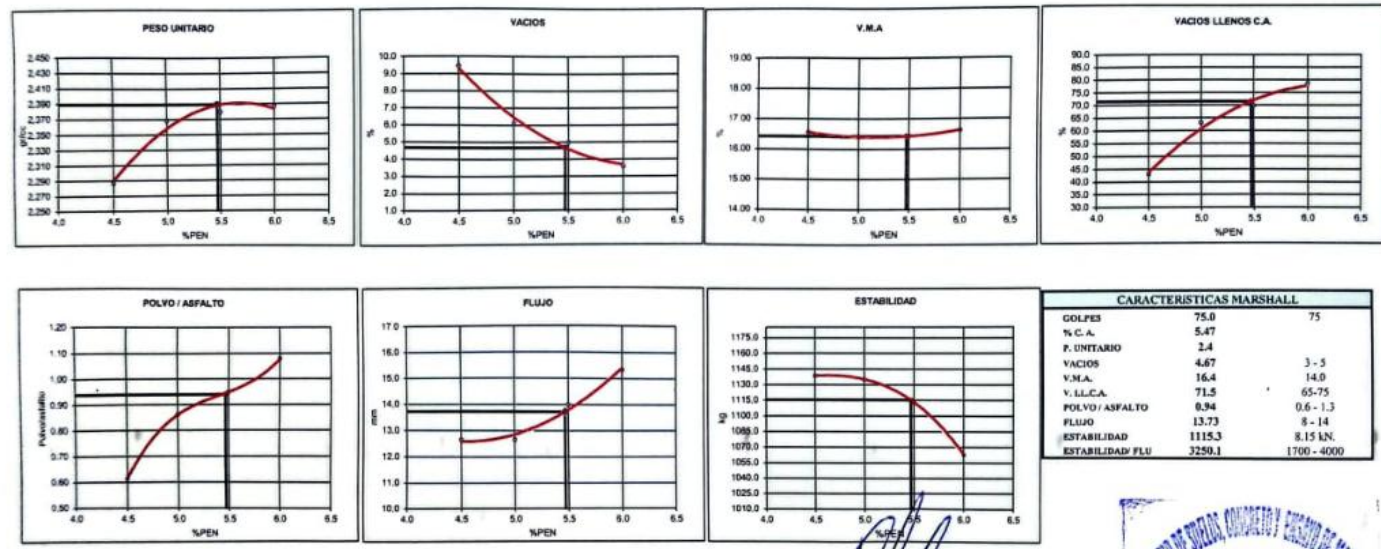 PESO UNITARIO
2.450
2.430
2.410
2.390
2.370
2.350
2.330
2.310
2.290
2.270
2.250
gr/cc
4.0 4.5 5.0 5.5 6.0 6.5
%PEN
VACIOS
10.0
9.0
8.0
7.0
6.0
5.0
4.0
3.0
2.0
1.0
%
4.0 4.5 5.0 5.5 6.0 6.5
%PEN
V.M.A
19.00
18.00
17.00
16.00
15.00
14.00
%
4.0 4.5 5.0 5.5 6.0 6.5
%PEN
VACIOS LLENOS C.A.
90.0
85.0
80.0
75.0
70.0
65.0
60.0
55.0
50.0
45.0
40.0
35.0
30.0
%
4.0 4.5 5.0 5.5 6.0 6.5
%PEN
POLVO / ASFALTO
1.20
1.10
1.00
0.90
0.80
0.70
0.60
0.50
Polvo/asfalto
4.0 4.5 5.0 5.5 6.0 6.5
%PEN
FLUJO
17.0
16.0
15.0
14.0
13.0
12.0
11.0
10.0
mm
4.0 4.5 5.0 5.5 6.0 6.5
%PEN
ESTABILIDAD
1175.0
1160.0
1145.0
1130.0
1115.0
1100.0
1085.0
1070.0
1055.0
1040.0
1025.0
1010.0
kg
4.0 4.5 5.0 5.5 6.0 6.5
%PEN
CARACTERISTICAS MARSHALL
GOLPES 75.0 75
% C. A. 5.47
P. UNITARIO 2.4
VACIOS 4.67 3 - 5
V.M.A. 16.4 14.0
V. LL.C.A. 71.5 65-75
POLVO / ASFALTO 0.94 0.6 - 1.3
FLUJO 13.73 8 - 14
ESTABILIDAD 1115.3 8.15 kN.
ESTABILIDAD/ FLU 3250.1 1700 - 4000
DE SUELOS, CONCRETO Y